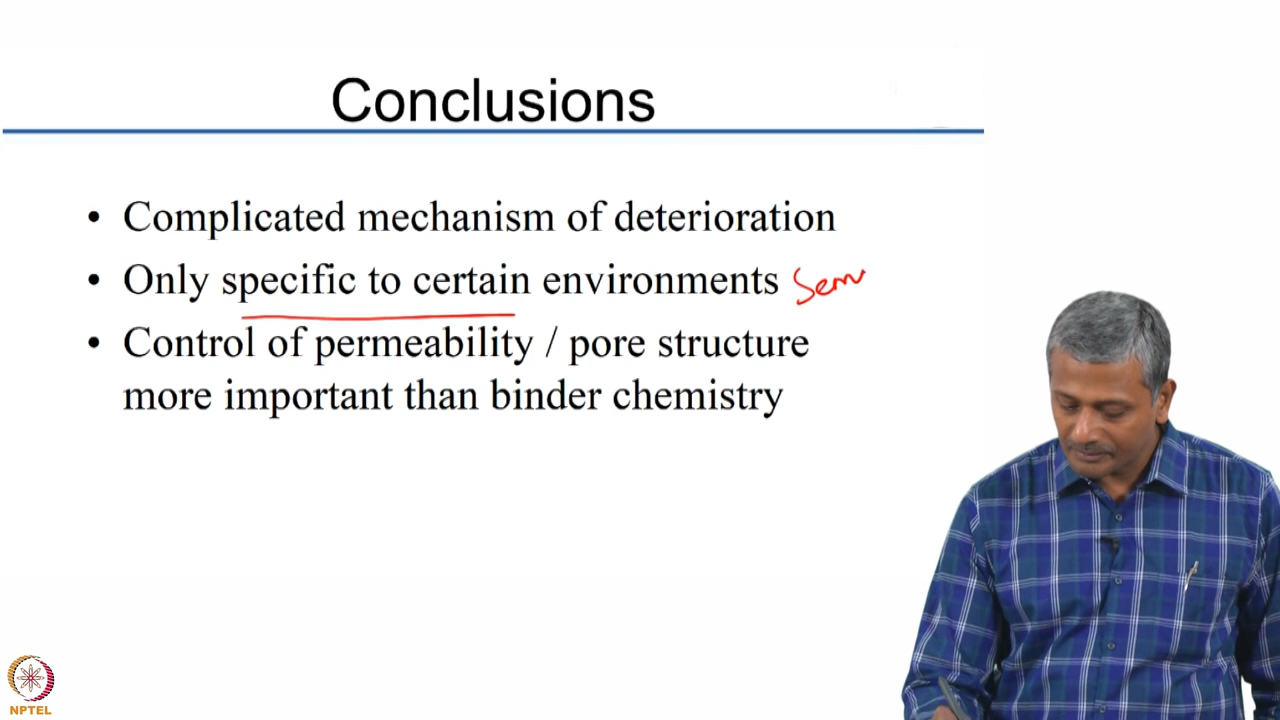 Conclusions
• Complicated mechanism of deterioration
• Only specific to certain environments Sem
• Control of permeability / pore structure
more important than binder chemistry
NPTEL